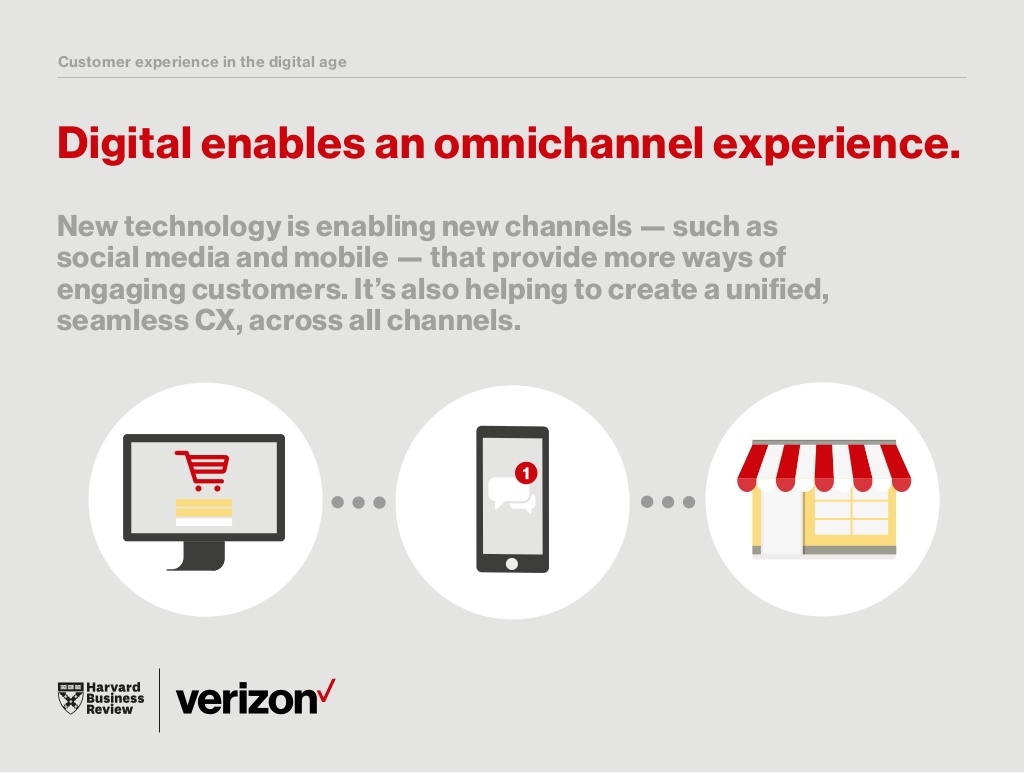 Customer experience in the digital age
Digital enables an omnichannel experience.
New technology is enabling new channels — such as
social media and mobile — that provide more ways of
engaging customers. It’s also helping to create a unified,
seamless CX, across all channels.
1
Harvard
Business
Review
verizon✓